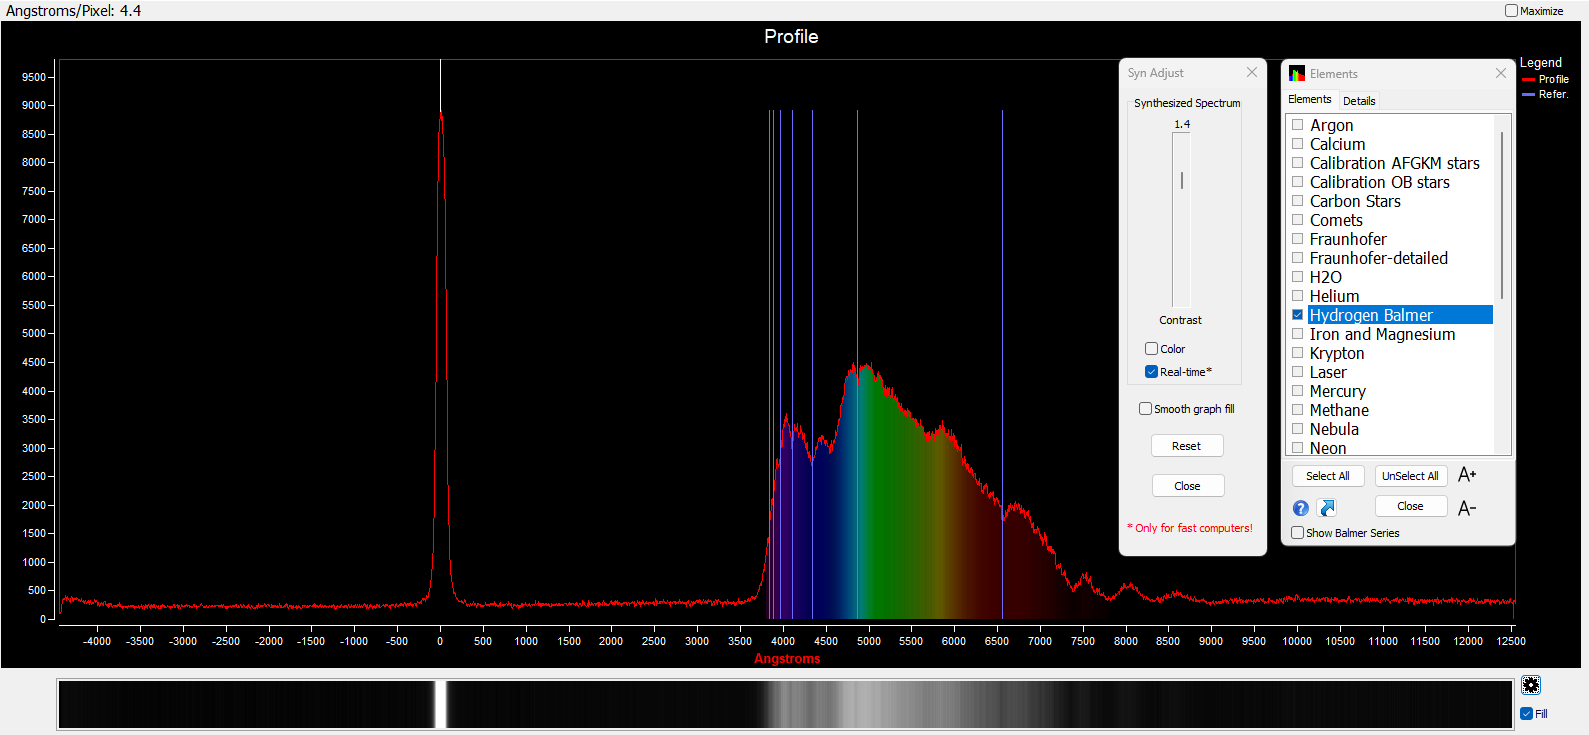 Angstroms/Pixel: 4.4
Maximize
Profile
Legend
Profile
Refer.
9500
9000
8500
8000
7500
7000
6500
6000
5500
5000
4500
4000
3500
3000
2500
2000
1500
1000
500
0
-4000 -3500 -3000 -2500 -2000 -1500 -1000 -500 0 500 1000 1500 2000 2500 3000 3500 4000 4500 5000 5500 6000 6500 7000 7500 8000 8500 9000 9500 10000 10500 11000 11500 12000 12500
Angstroms
Syn Adjust
Synthesized Spectrum
1.4
Contrast
Color
Real-time*
Smooth graph fill
Reset
Close
* Only for fast computers!
Elements
Elements Details
Argon
Calcium
Calibration AFGKM stars
Calibration OB stars
Carbon Stars
Comets
Fraunhofer
Fraunhofer-detailed
H2O
Helium
Hydrogen Balmer
Iron and Magnesium
Krypton
Laser
Mercury
Methane
Nebula
Neon
Select All UnSelect All A+
? Close A-
Show Balmer Series
Fill